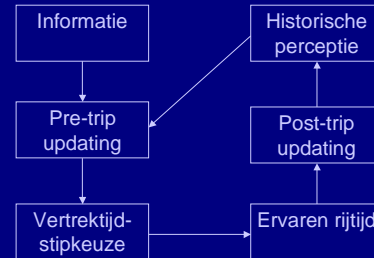 Informatie
Historische
perceptie
Pre-trip
updating
Post-trip
updating
Vertrektijd-
stipkeuze
Ervaren rijtijd